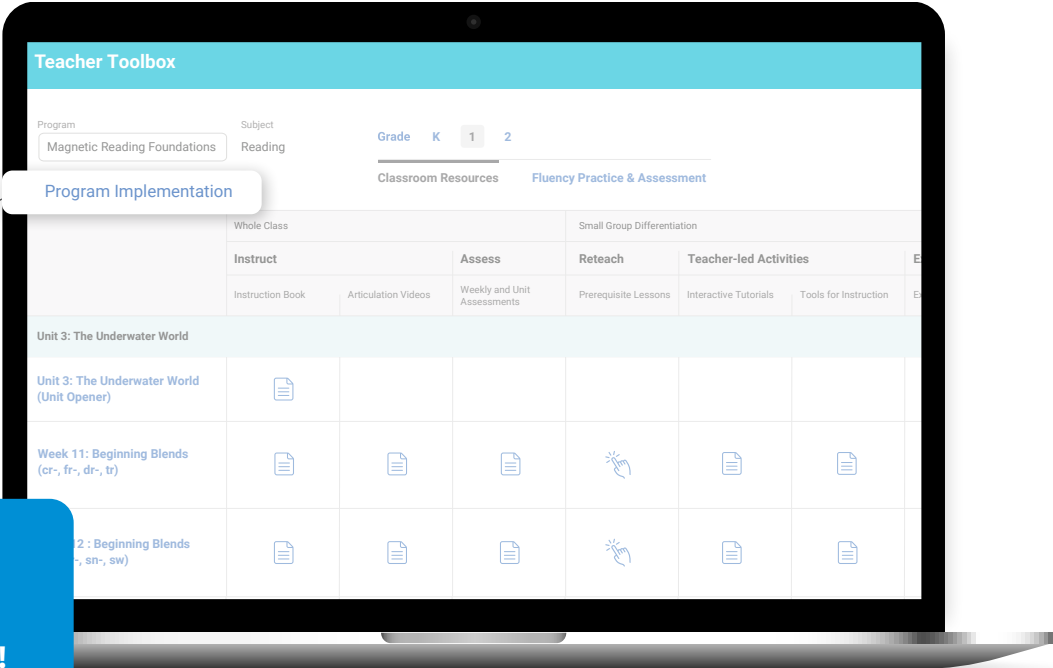 Teacher Toolbox
Program
Subject
Magnetic Reading Foundations
Reading
Grade K 1 2
Program Implementation
Classroom Resources
Fluency Practice & Assessment
Whole Class
Small Group Differentiation
Instruct
Assess
Reteach
Teacher-led Activities
Instruction Book
Articulation Videos
Weekly and Unit
Assessments
Prerequisite Lessons
Interactive Tutorials
Tools for Instruction
Unit 3: The Underwater World
Unit 3: The Underwater World
(Unit Opener)
Week 11: Beginning Blends
(cr-, fr-, dr-, tr)
12 : Beginning Blends
-, sn-, sw)
!